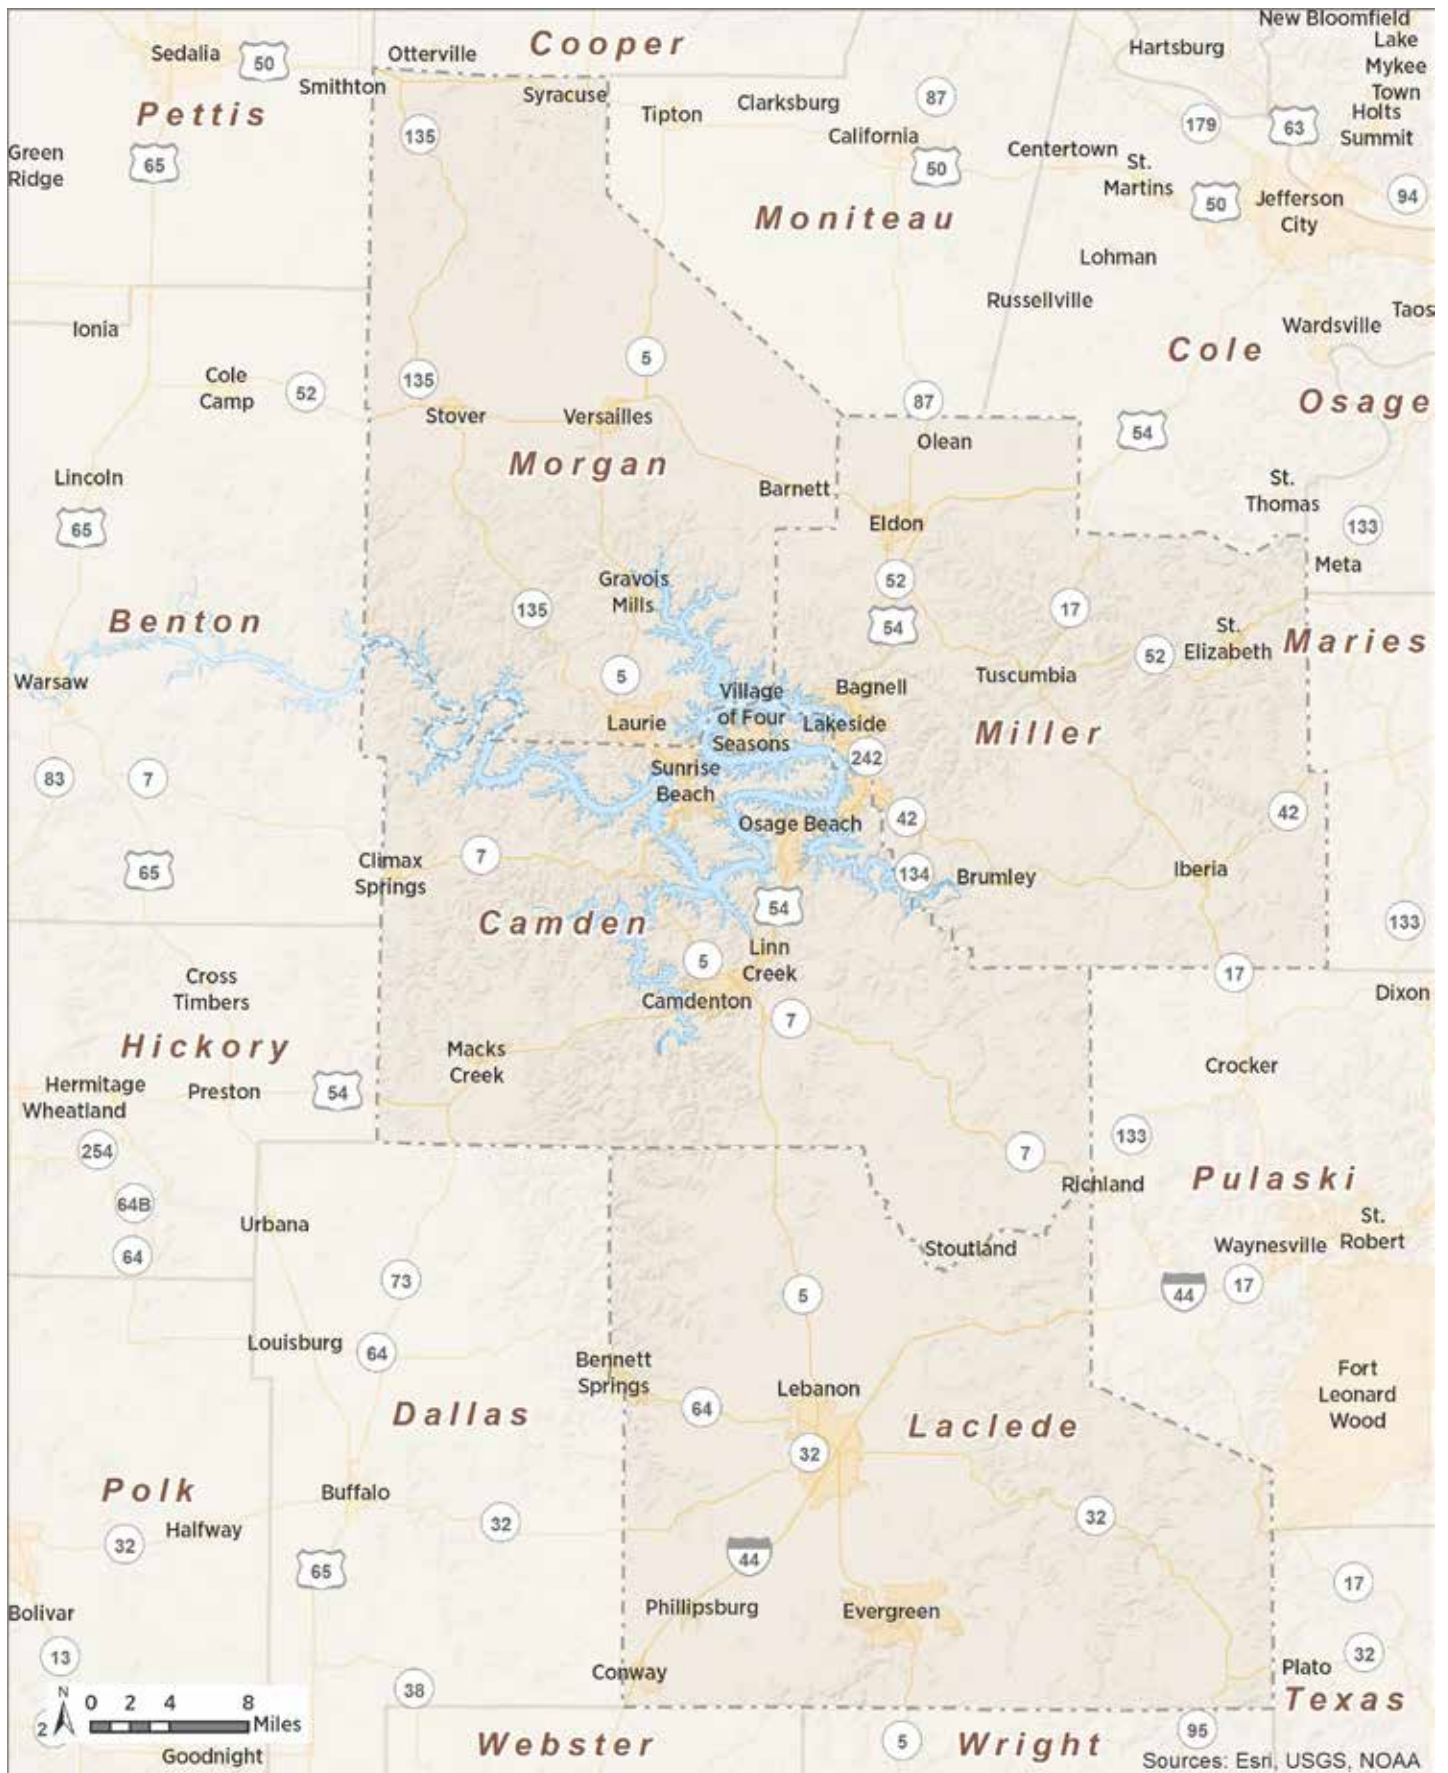 New Bloomfield
Cooper
Hartsburg
Lake
Mykee
Town
Sedalia
50
Otterville
Smithton
Syracuse
Tipton
Clarksburg
87
Holts
Summit
Pettis
135
California
179
63
Green
Ridge
65
50
Centertown
St.
Martins
50
Jefferson
City
94
Moniteau
Lohman
Russellville
Taos
Ionia
Wardsville
Cole
5
Cole
Camp
52
135
87
Osage
Stover
Versailles
54
Olean
Morgan
Lincoln
Barnett
St.
Thomas
65
Eldon
133
Meta
Gravois
Mills
52
Benton
135
54
17
St.
Elizabeth
Maries
52
Warsaw
5
Tuscumbia
Village
of Four
Seasons
Bagnell
Laurie
Lakeside
Miller
242
83
7
Sunrise
Beach
42
Osage Beach
42
Climax
Springs
7
65
134
Brumley
Iberia
54
Camden
133
5
Linn
Creek
17
Cross
Timbers
Camdenton
Dixon
7
Hickory
Macks
Creek
Crocker
Hermitage
Wheatland
Preston
54
254
133
7
Richland
Pulaski
64B
Urbana
St.
Robert
64
Stoutland
Waynesville
73
5
44
17
Louisburg
64
Bennett
Springs
Fort
Leonard
Wood
Lebanon
64
Dallas
Laclede
32
Polk
Buffalo
32
32
Halfway
32
65
44
17
Bolivar
Phillipsburg
Evergreen
13
32
Conway
Plato
38
Texas
N
0 2 4 8
Miles
2
Webster
5
Wright
95
Goodnight
Sources: Esri, USGS, NOAA